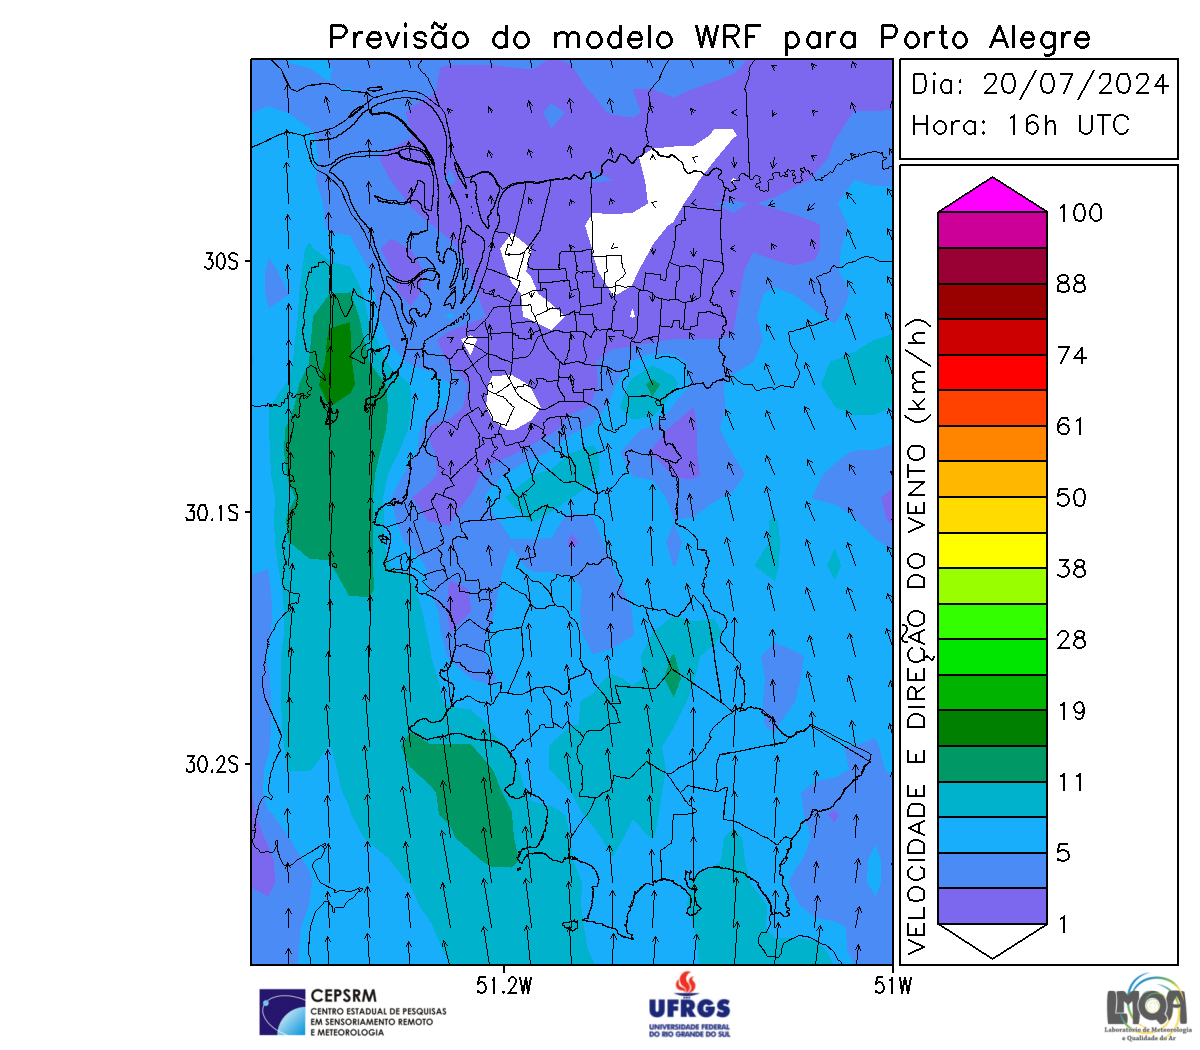 Previsão do modelo WRF para Porto Alegre
Dia: 20/07/2024
Hora: 16h UTC
30S
30.1S
30.2S
51.2W
51W
VELOCIDADE E DIREÇÃO DO VENTO (km/h)
100
88
74
61
50
38
28
19
11
5
1
CEPSRM
CENTRO ESTADUAL DE PESQUISAS
EM SENSORIAMENTO REMOTO
E METEOROLOGIA
UFRGS
UNIVERSIDADE FEDERAL
DO RIO GRANDE DO SUL
LMQA
Laboratório de Meteorologia
e Qualidade do Ar